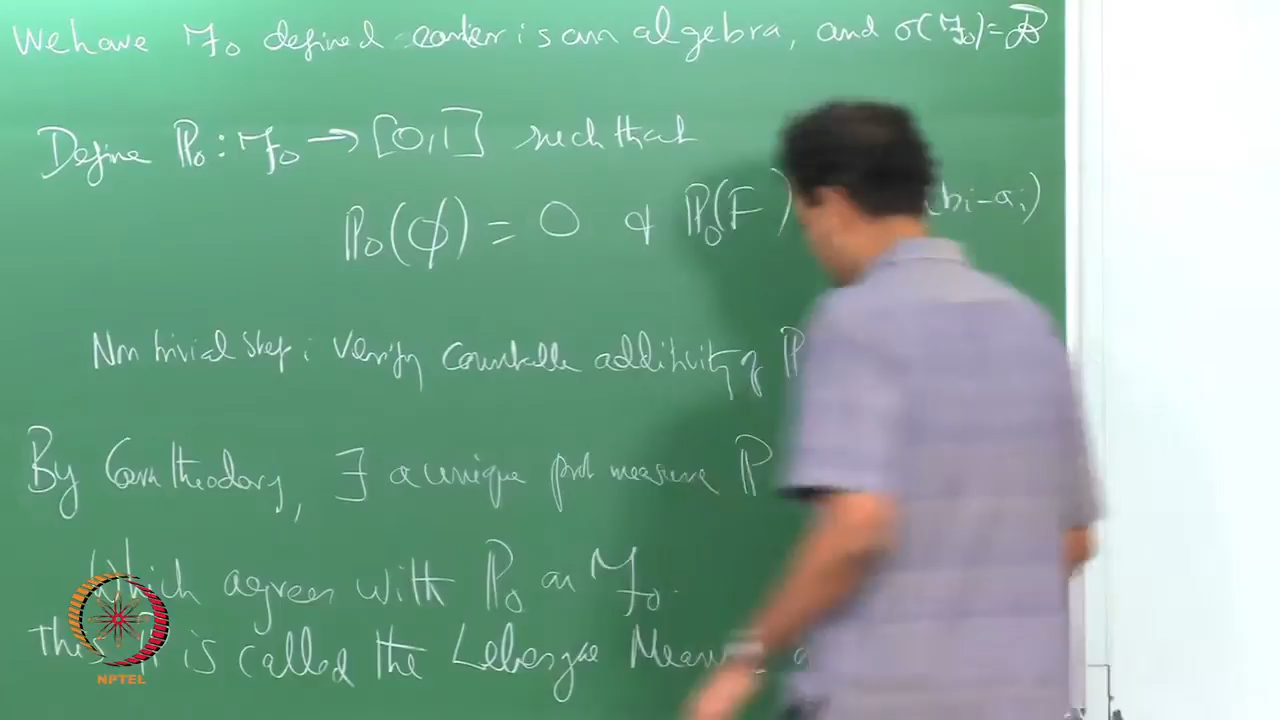 We have ℱ₀ defined earlier is an algebra, and σ(ℱ₀)=ℬ
Define ℙ₀ : ℱ₀ → [0,1] such that
ℙ₀(ϕ) = 0 & ℙ₀(F) (bᵢ-aᵢ)
Non trivial step : Verify Countable additivity of ℙ
By Caratheodory, ∃ a unique prob measure ℙ
Which agrees with ℙ₀ on ℱ₀.
This ℙ is called the Lebesgue Measure
NPTEL